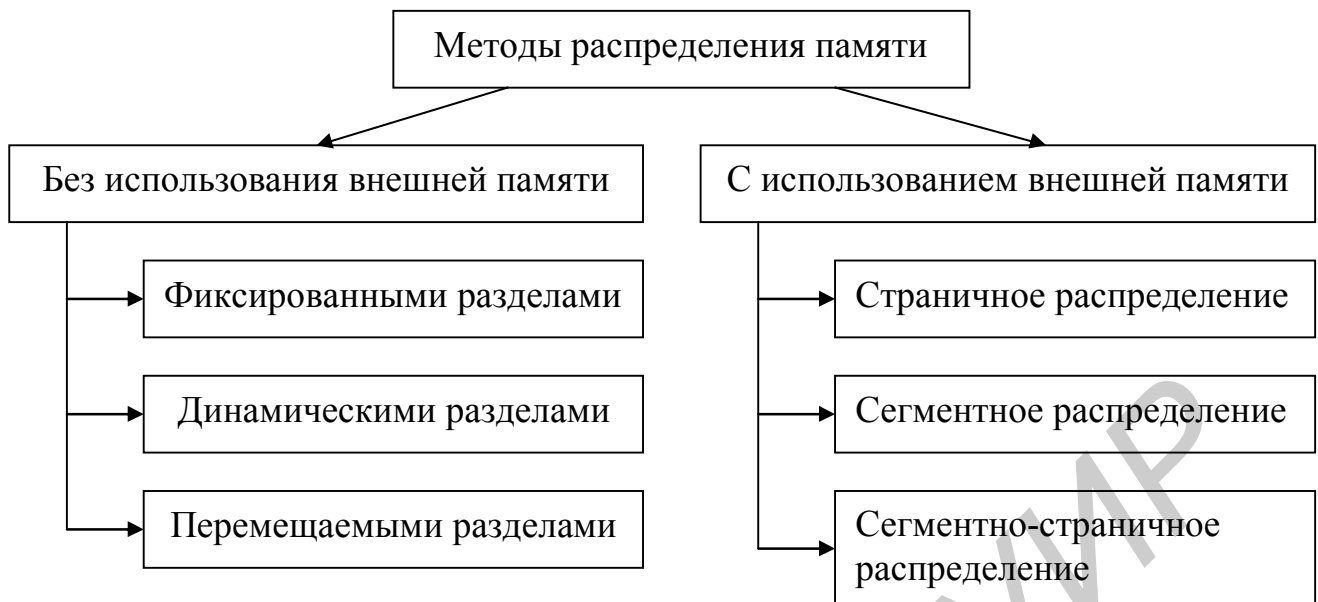 Методы распределения памяти
Без использования внешней памяти
Фиксированными разделами
Динамическими разделами
Перемещаемыми разделами
С использованием внешней памяти
Страничное распределение
Сегментное распределение
Сегментно-страничное
распределение
УИР